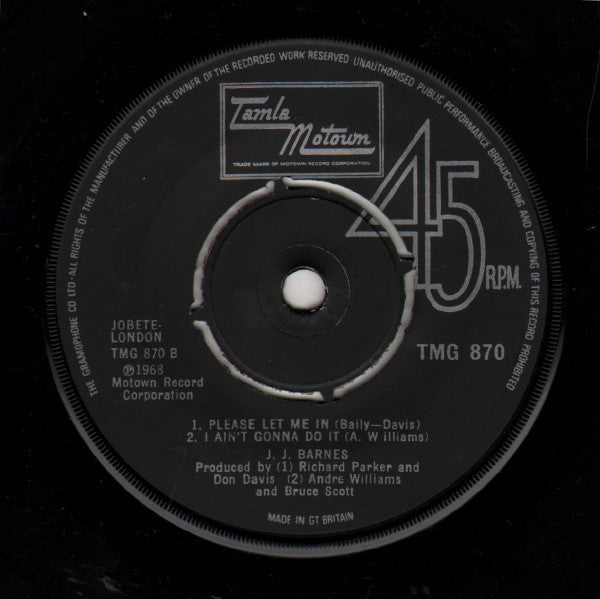 THE GRAMOPHONE CO LTD·ALL RIGHTS OF THE MANUFACTURER AND OF THE OWNER OF THE RECORDED WORK RESERVED UNAUTHORISED PUBLIC PERFORMANCE BROADCASTING AND COPYING OF THIS RECORD PROHIBITED
Tamla
Motown
TRADE MARK OF MOTOWN RECORD CORPORATION
45
R.P.M.
JOBETE-
LONDON
TMG 870 B
℗1968
Motown Record
Corporation
TMG 870
1. PLEASE LET ME IN (Baily—Davis)
2. I AIN'T GONNA DO IT (A. Williams)
J. J. BARNES
Produced by (1) Richard Parker and
Don Davis (2) Andre Williams
and Bruce Scott
MADE IN GT BRITAIN